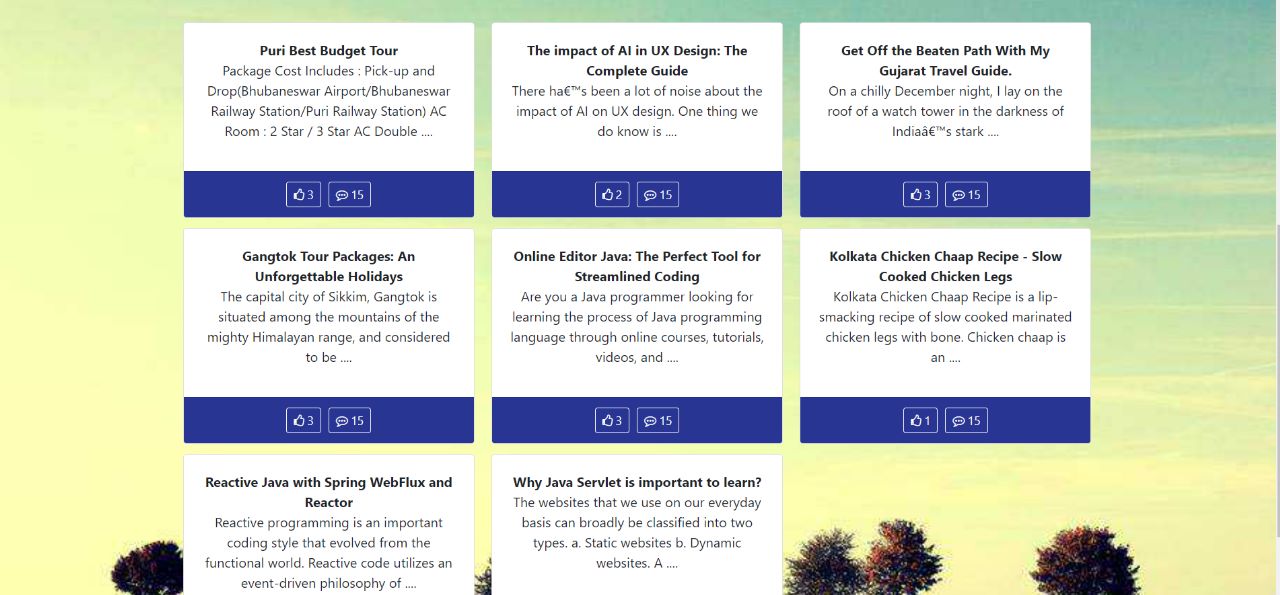 Puri Best Budget Tour
Package Cost Includes : Pick-up and
Drop(Bhubaneswar Airport/Bhubaneswar
Railway Station/Puri Railway Station) AC
Room : 2 Star / 3 Star AC Double ....
3 15
The impact of AI in UX Design: The
Complete Guide
There ha€™s been a lot of noise about the
impact of AI on UX design. One thing we
do know is ....
2 15
Get Off the Beaten Path With My
Gujarat Travel Guide.
On a chilly December night, I lay on the
roof of a watch tower in the darkness of
Indiaâ€™s stark ....
3 15
Gangtok Tour Packages: An
Unforgettable Holidays
The capital city of Sikkim, Gangtok is
situated among the mountains of the
mighty Himalayan range, and considered
to be ....
3 15
Online Editor Java: The Perfect Tool for
Streamlined Coding
Are you a Java programmer looking for
learning the process of Java programming
language through online courses, tutorials,
videos, and ....
3 15
Kolkata Chicken Chaap Recipe - Slow
Cooked Chicken Legs
Kolkata Chicken Chaap Recipe is a lip-
smacking recipe of slow cooked marinated
chicken legs with bone. Chicken chaap is
an ....
1 15
Reactive Java with Spring WebFlux and
Reactor
Reactive programming is an important
coding style that evolved from the
functional world. Reactive code utilizes an
event-driven philosophy of ....
Why Java Servlet is important to learn?
The websites that we use on our everyday
basis can broadly be classified into two
types. a. Static websites b. Dynamic
websites. A ....